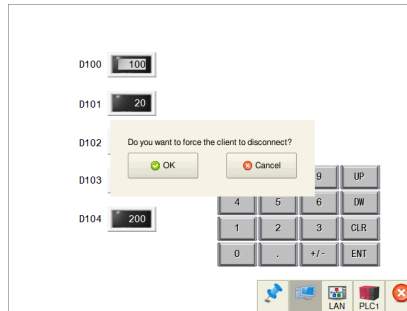 D100 100
D101 20
D102
Do you want to force the client to disconnect?
OK Cancel
D103
9 UP
4 5 6 DW
D104 200
1 2 3 CLR
0 . +/- ENT
LAN PLC1